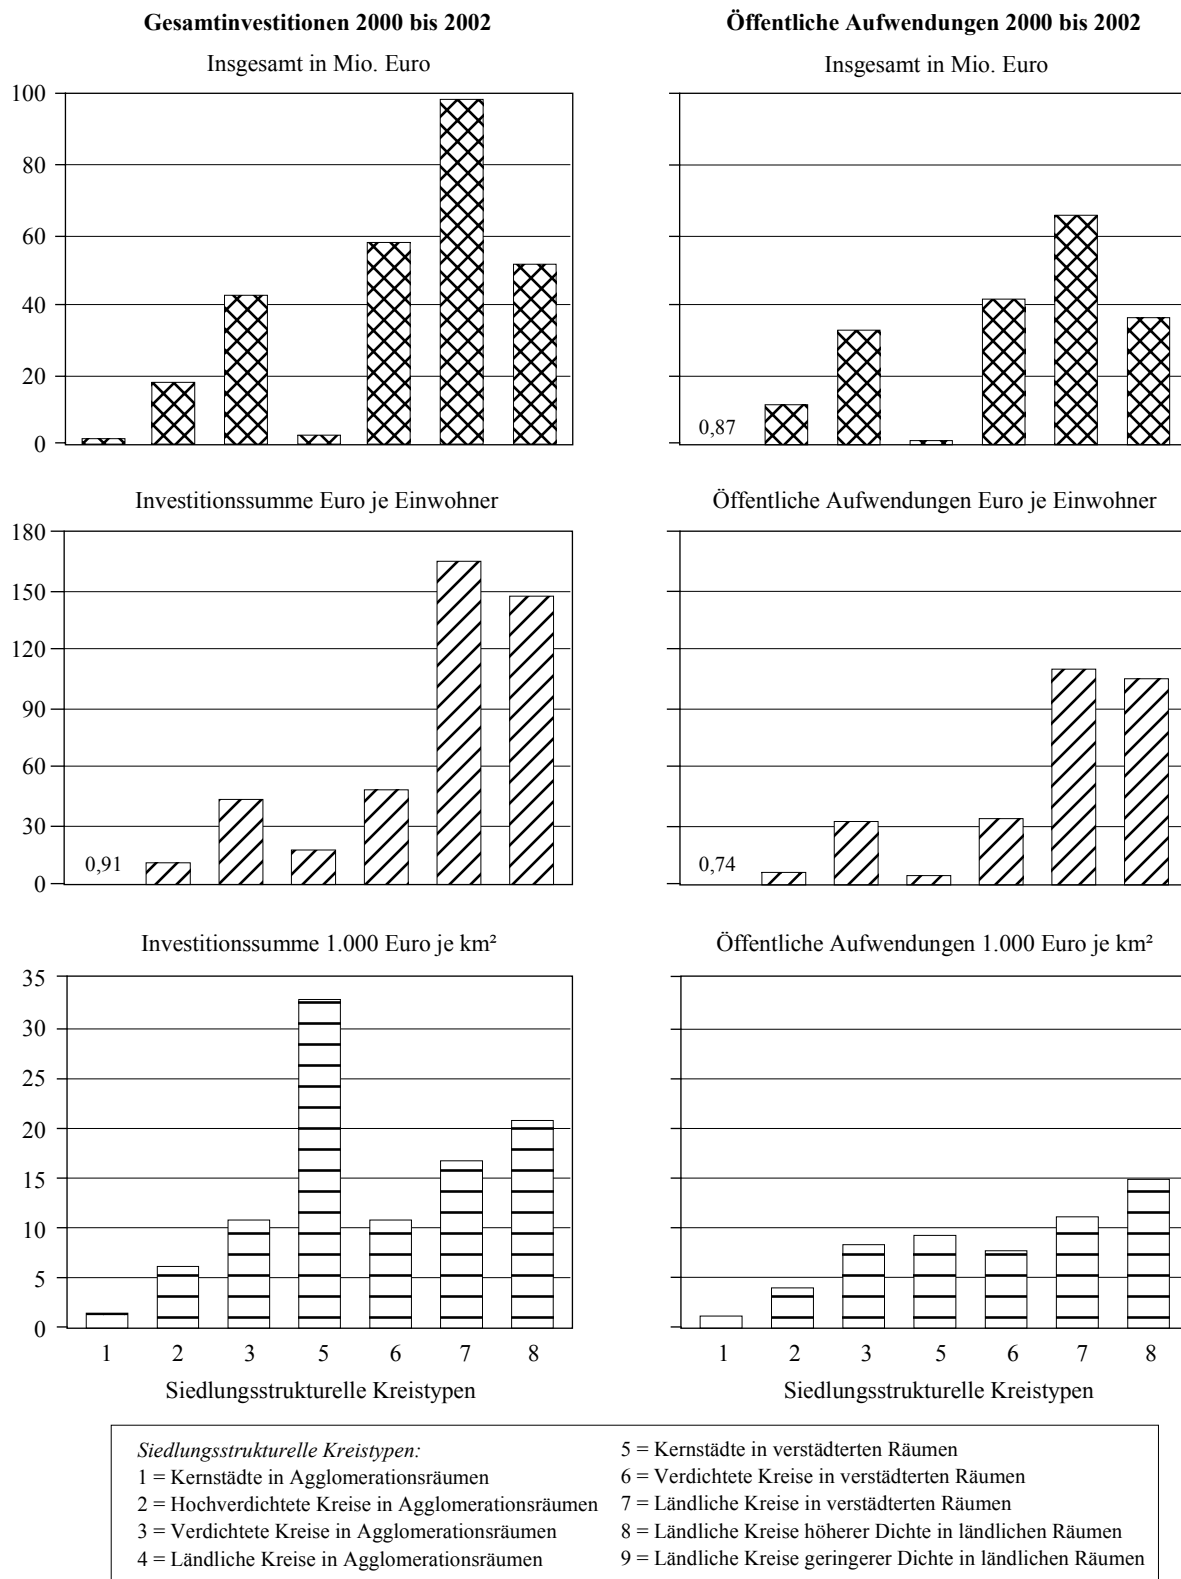 Gesamtinvestitionen 2000 bis 2002
Insgesamt in Mio. Euro
100
80
60
40
20
0
Öffentliche Aufwendungen 2000 bis 2002
Insgesamt in Mio. Euro
0,87
Investitionssumme Euro je Einwohner
180
150
120
90
60
30
0
0,91
Öffentliche Aufwendungen Euro je Einwohner
0,74
Investitionssumme 1.000 Euro je km²
35
30
25
20
15
10
5
0
1 2 3 5 6 7 8
Siedlungsstrukturelle Kreistypen
Öffentliche Aufwendungen 1.000 Euro je km²
1 2 3 5 6 7 8
Siedlungsstrukturelle Kreistypen
Siedlungsstrukturelle Kreistypen:
1 = Kernstädte in Agglomerationsräumen
2 = Hochverdichtete Kreise in Agglomerationsräumen
3 = Verdichtete Kreise in Agglomerationsräumen
4 = Ländliche Kreise in Agglomerationsräumen
5 = Kernstädte in verstädterten Räumen
6 = Verdichtete Kreise in verstädterten Räumen
7 = Ländliche Kreise in verstädterten Räumen
8 = Ländliche Kreise höherer Dichte in ländlichen Räumen
9 = Ländliche Kreise geringerer Dichte in ländlichen Räumen